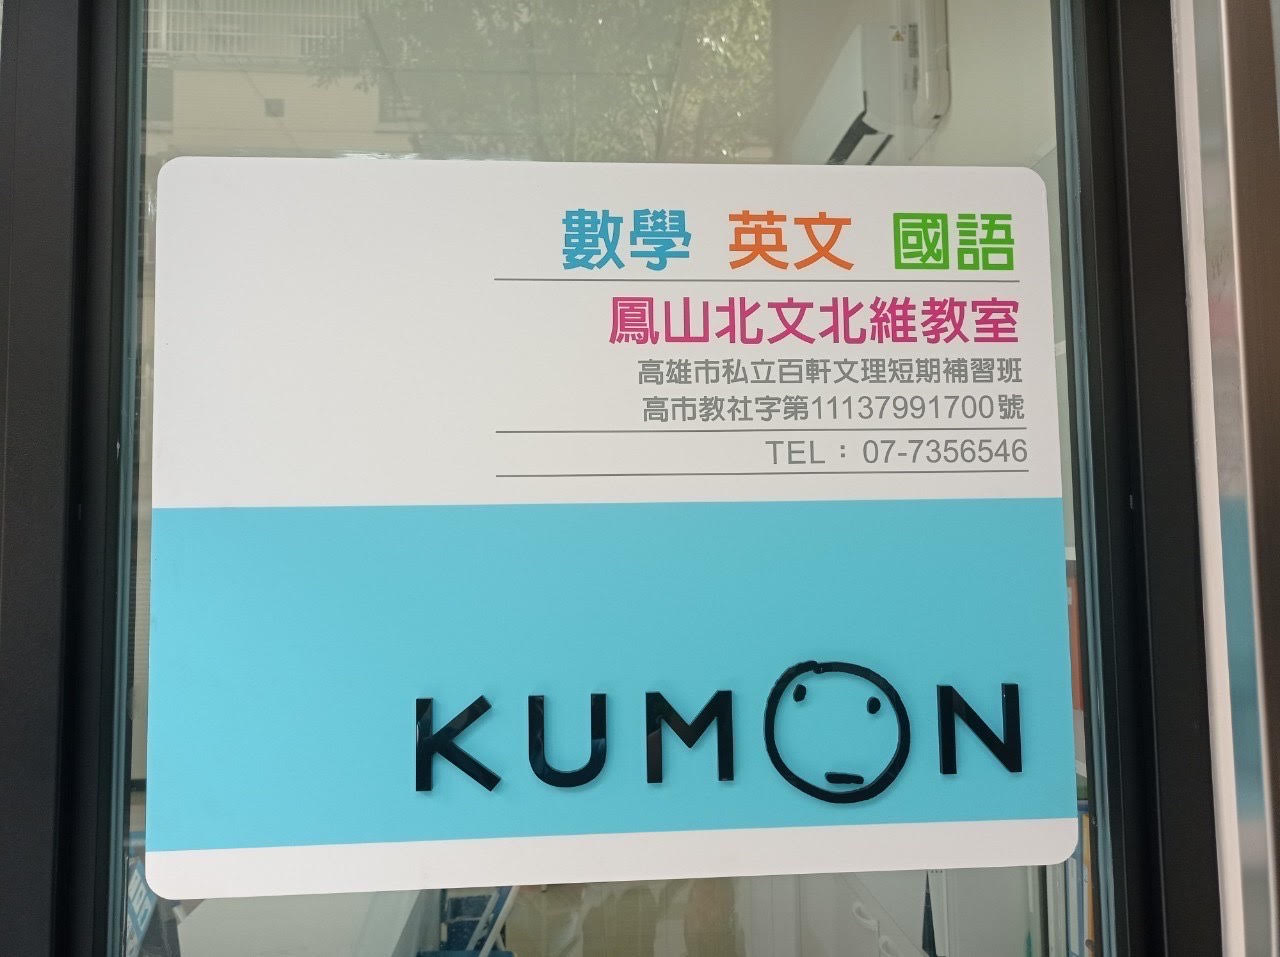 數學 英文 國語
鳳山北文北維教室
高雄市私立百軒文理短期補習班
高市教社字第11137991700號
TEL：07-7356546
KUMON